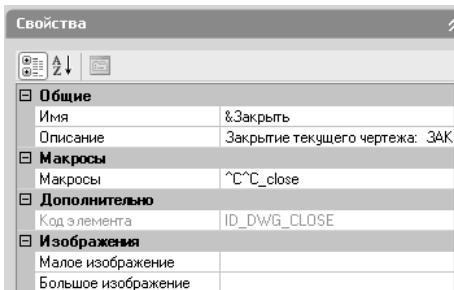 Свойства
Общие
Имя &Закрыть
Описание Закрытие текущего чертежа: ЗАК
Макросы
Макросы ^C^C_close
Дополнительно
Код элемента ID_DWG_CLOSE
Изображения
Малое изображение
Большое изображение